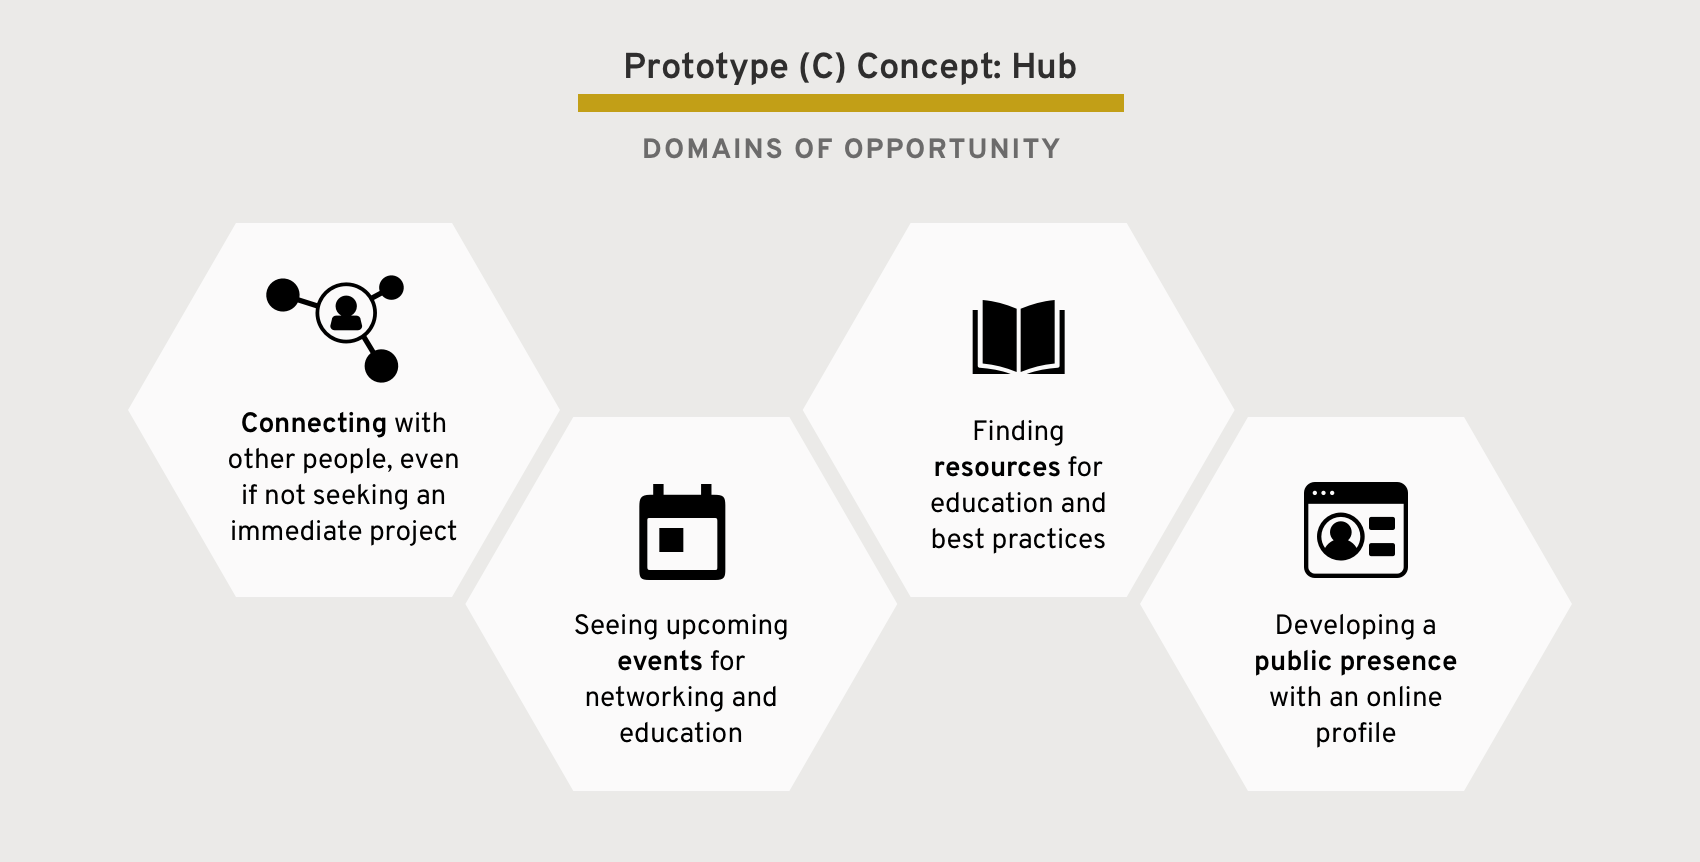 Prototype (C) Concept: Hub
DOMAINS OF OPPORTUNITY
Connecting with
other people, even
if not seeking an
immediate project
Seeing upcoming
events for
networking and
education
Finding
resources for
education and
best practices
Developing a
public presence
with an online
profile